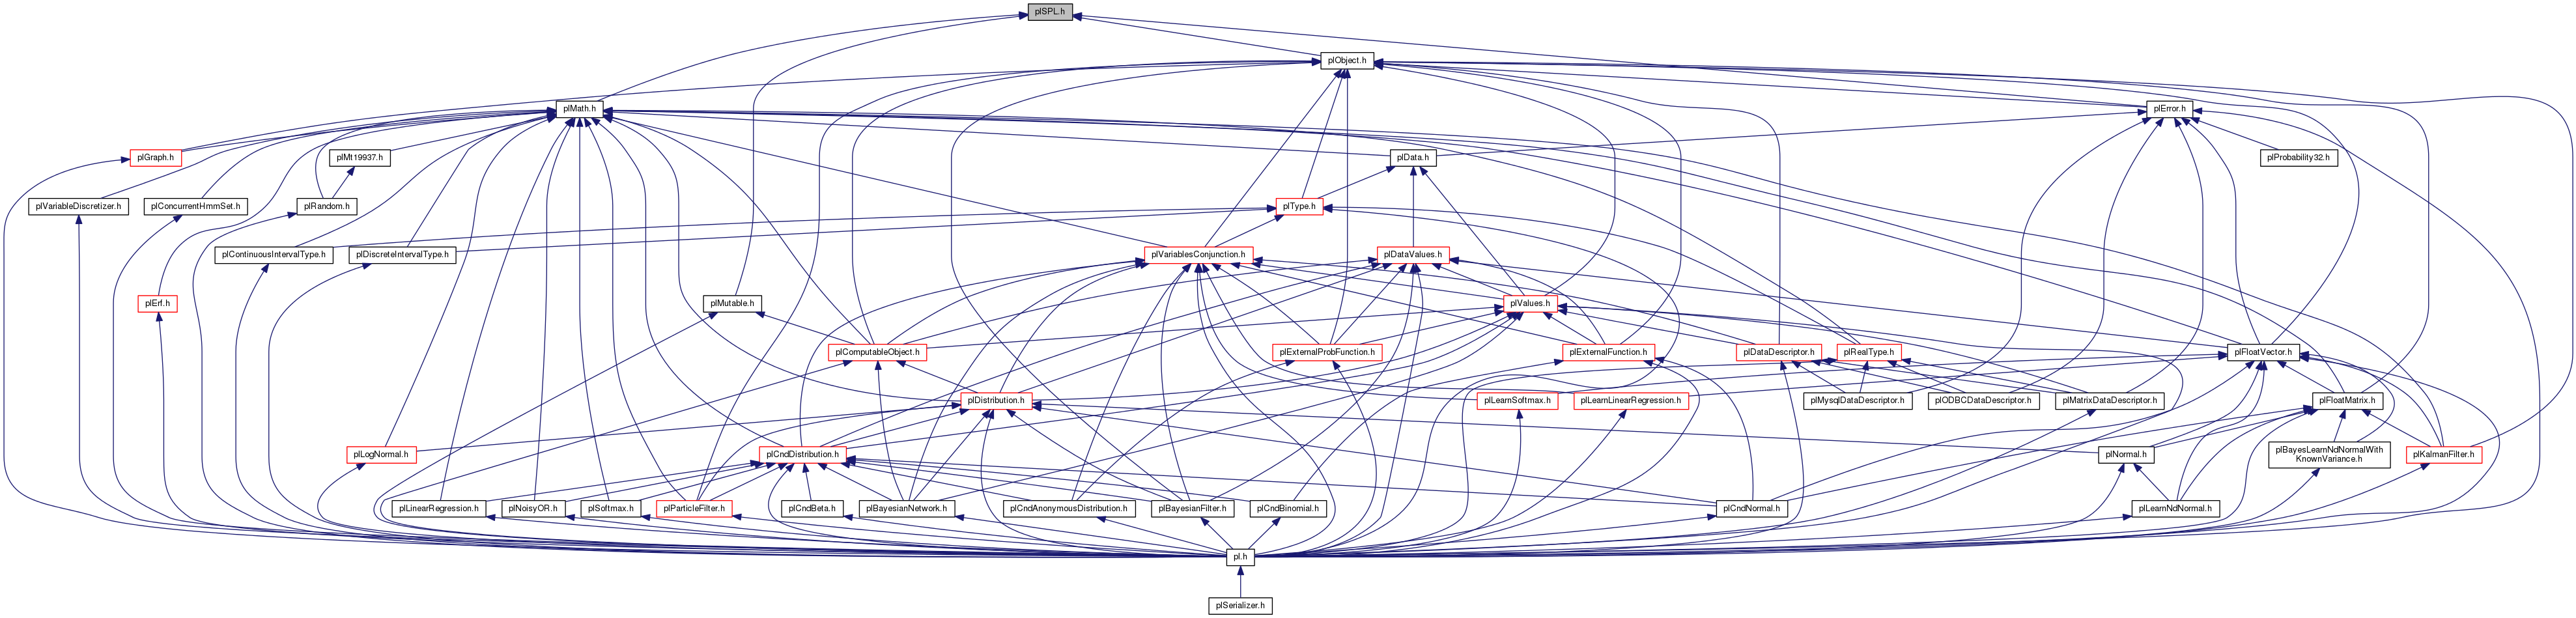 plSPL.h
plObject.h
plMath.h
plError.h
plGraph.h
plMt19937.h
plData.h
plProbability32.h
plVariableDiscretizer.h
plConcurrentHmmSet.h
plRandom.h
plType.h
plContinuousIntervalType.h
plDiscreteIntervalType.h
plVariablesConjunction.h
plDataValues.h
plErf.h
plMutable.h
plValues.h
plComputableObject.h
plExternalProbFunction.h
plExternalFunction.h
plDataDescriptor.h
plRealType.h
plFloatVector.h
plDistribution.h
plLearnSoftmax.h
plLearnLinearRegression.h
plMysqlDataDescriptor.h
plODBCDataDescriptor.h
plMatrixDataDescriptor.h
plFloatMatrix.h
plLogNormal.h
plCndDistribution.h
plNormal.h
plBayesLearnNdNormalWith
KnownVariance.h
plKalmanFilter.h
plLinearRegression.h
plNoisyOR.h
plSoftmax.h
plParticleFilter.h
plCndBeta.h
plBayesianNetwork.h
plCndAnonymousDistribution.h
plBayesianFilter.h
plCndBinomial.h
plCndNormal.h
plLearnNdNormal.h
pl.h
plSerializer.h